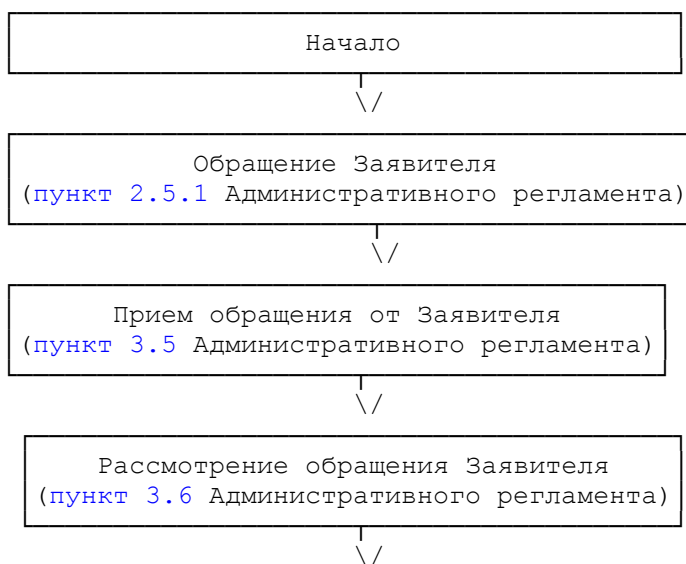 Начало
\/
Обращение Заявителя
(пункт 2.5.1 Административного регламента)
\/
Прием обращения от Заявителя
(пункт 3.5 Административного регламента)
\/
Рассмотрение обращения Заявителя
(пункт 3.6 Административного регламента)
\/